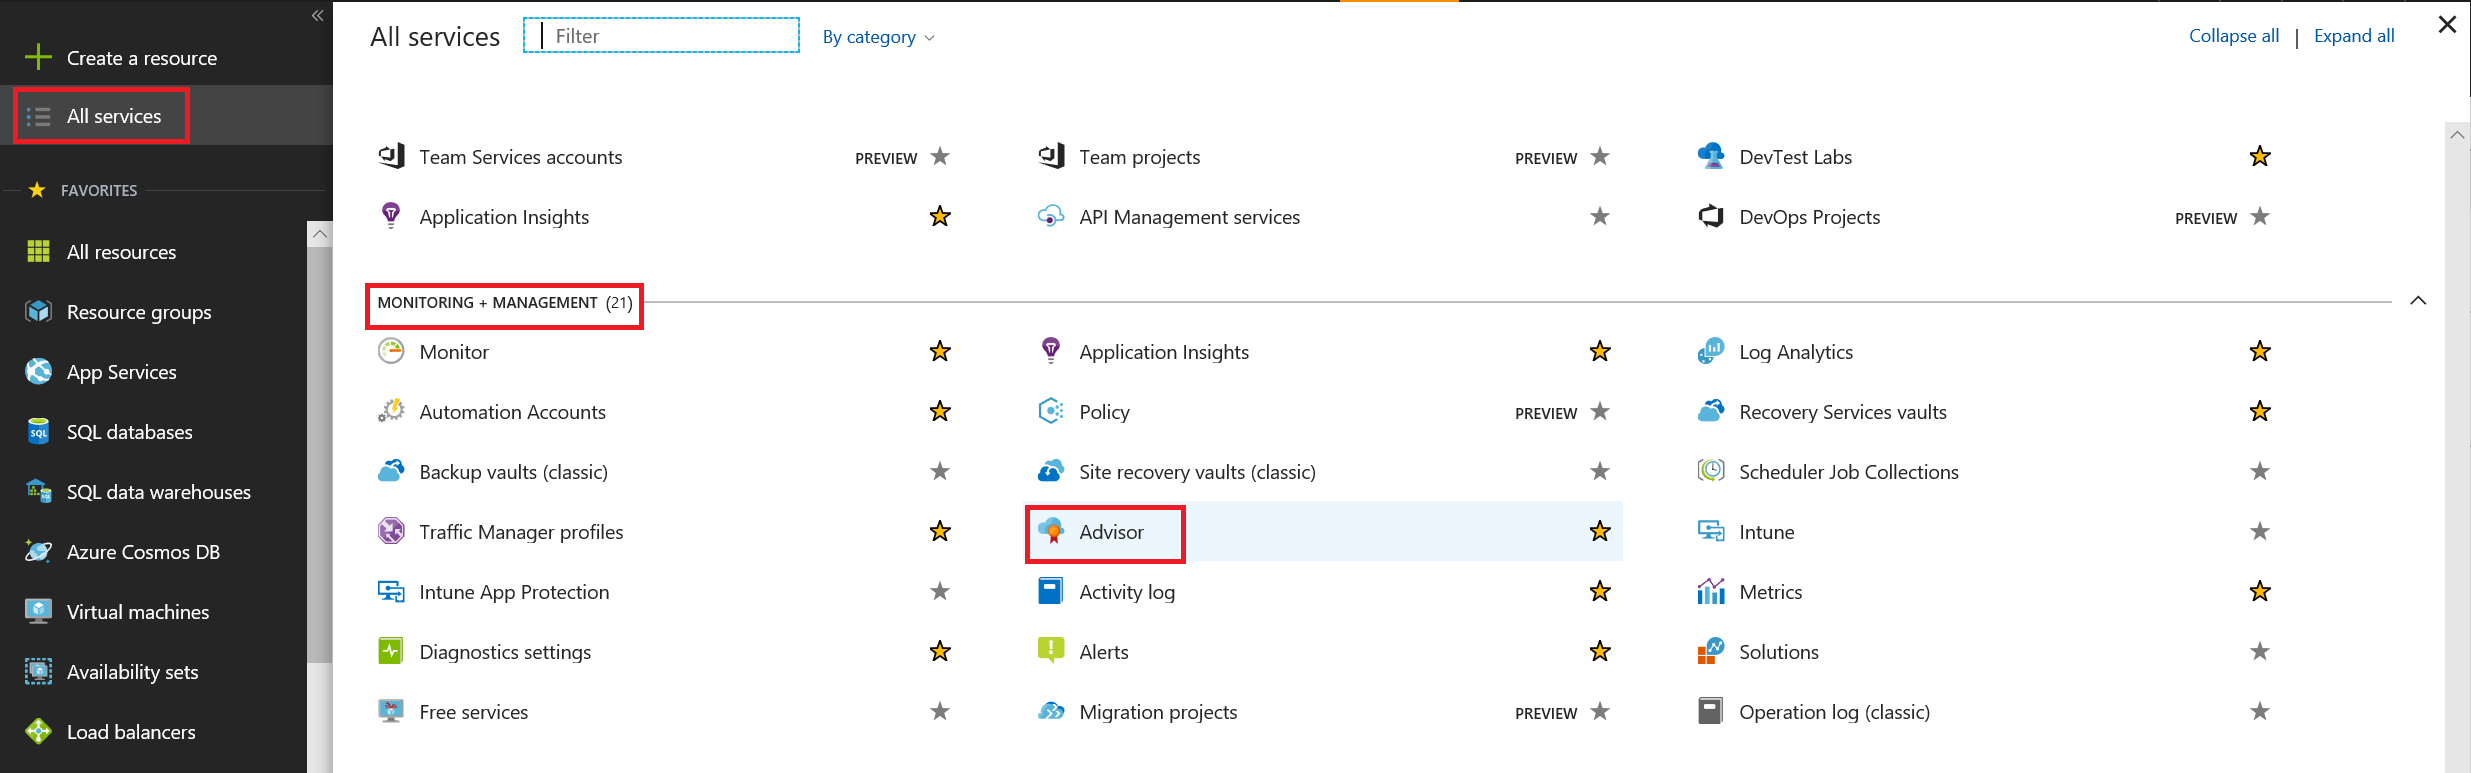 Create a resource
All services
FAVORITES
All resources
Resource groups
App Services
SQL databases
SQL data warehouses
Azure Cosmos DB
Virtual machines
Availability sets
Load balancers
All services
Filter
By category
Collapse all | Expand all
Team Services accounts PREVIEW
Team projects PREVIEW
DevTest Labs
Application Insights
API Management services
DevOps Projects PREVIEW
MONITORING + MANAGEMENT (21)
Monitor
Application Insights
Log Analytics
Automation Accounts
Policy PREVIEW
Recovery Services vaults
Backup vaults (classic)
Site recovery vaults (classic)
Scheduler Job Collections
Traffic Manager profiles
Advisor
Intune
Intune App Protection
Activity log
Metrics
Diagnostics settings
Alerts
Solutions
Free services
Migration projects PREVIEW
Operation log (classic)